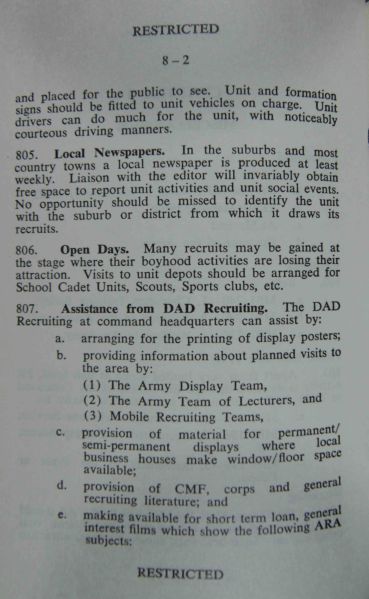 RESTRICTED
8 – 2
and placed for the public to see. Unit and formation
signs should be fitted to unit vehicles on charge. Unit
drivers can do much for the unit, with noticeably
courteous driving manners.
805. Local Newspapers. In the suburbs and most
country towns a local newspaper is produced at least
weekly. Liaison with the editor will invariably obtain
free space to report unit activities and unit social events.
No opportunity should be missed to identify the unit
with the suburb or district from which it draws its
recruits.
806. Open Days. Many recruits may be gained at
the stage where their boyhood activities are losing their
attraction. Visits to unit depots should be arranged for
School Cadet Units, Scouts, Sports clubs, etc.
807. Assistance from DAD Recruiting. The DAD
Recruiting at command headquarters can assist by:
a. arranging for the printing of display posters;
b. providing information about planned visits to
the area by:
(1) The Army Display Team,
(2) The Army Team of Lecturers, and
(3) Mobile Recruiting Teams,
c. provision of material for permanent/
semi-permanent displays where local
business houses make window/floor space
available;
d. provision of CMF, corps and general
recruiting literature; and
e. making available for short term loan, general
interest films which show the following ARA
subjects:
RESTRICTED